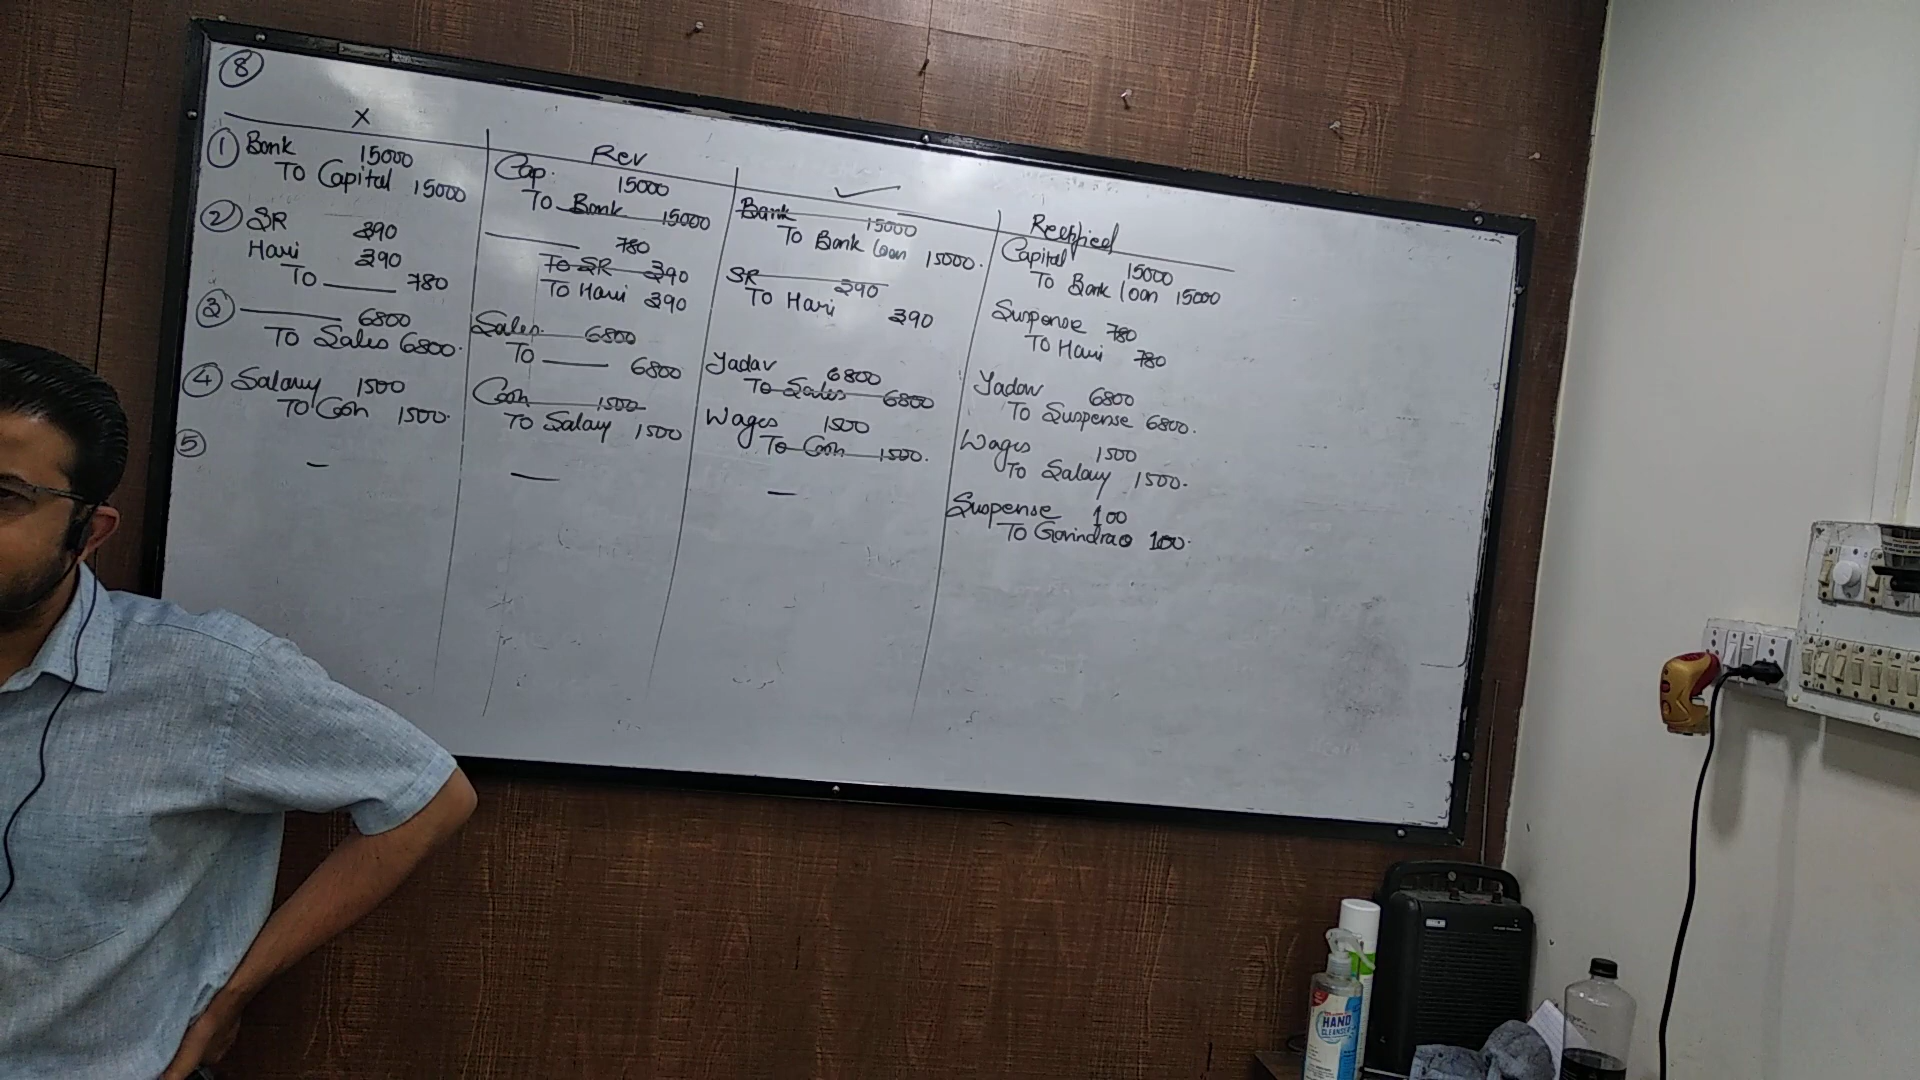 8
X
1 Bank 15000
To Capital 15000
2 SR 390
Hari 390
To ___ 780
3 ___ 6800
To Sales 6800.
4 Salary 1500
To Cash 1500.
5 –
Rev
Cap. 15000
To Bank 15000
___ 780
To SR 390
To Hari 390
Sales. 6800
To ___ 6800
Cash 1500
To Salary 1500
—
✓
Bank 15000
To Bank loan 15000.
SR 390
To Hari 390
Yadav 6800
To Sales 6800
Wages 1500
To Cash 1500.
—
Rectified
Capital 15000
To Bank loan 15000
Suspense 780
To Hari 780
Yadav 6800
To Suspense 6800.
Wages 1500
To Salary 1500.
Suspense 100
To Govindrao 100.
HAND
CLEANSER